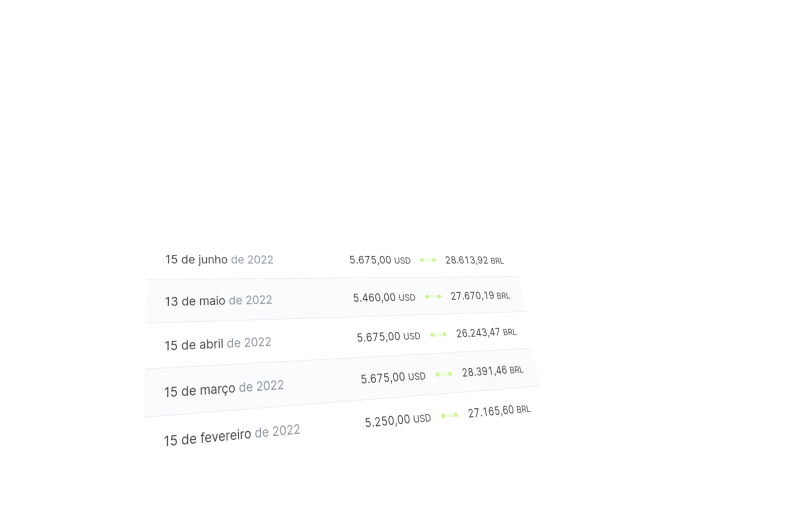 15 de junho de 2022 5.675,00 USD 28.613,92 BRL
13 de maio de 2022 5.460,00 USD 27.670,19 BRL
15 de abril de 2022 5.675,00 USD 26.243,47 BRL
15 de março de 2022 5.675,00 USD 28.391,46 BRL
15 de fevereiro de 2022 5.250,00 USD 27.165,60 BRL